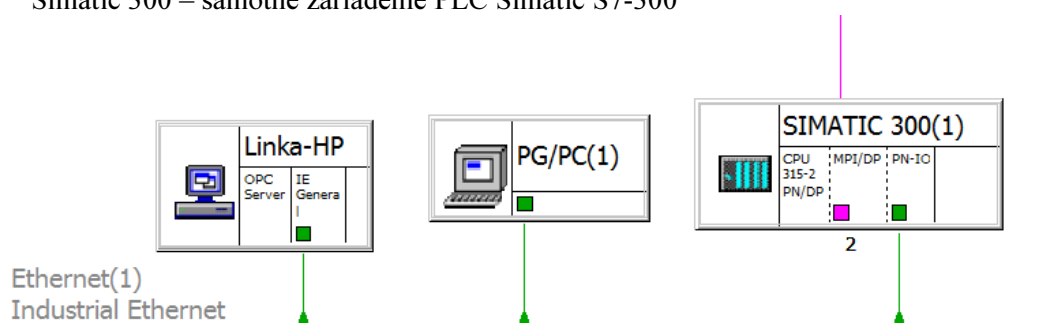 Simatic 300 – samotné zariadenie PLC Simatic S7-300
Linka-HP
OPC Server
IE Genera
l
PG/PC(1)
SIMATIC 300(1)
CPU 315-2 PN/DP
MPI/DP
PN-IO
2
Ethernet(1)
Industrial Ethernet